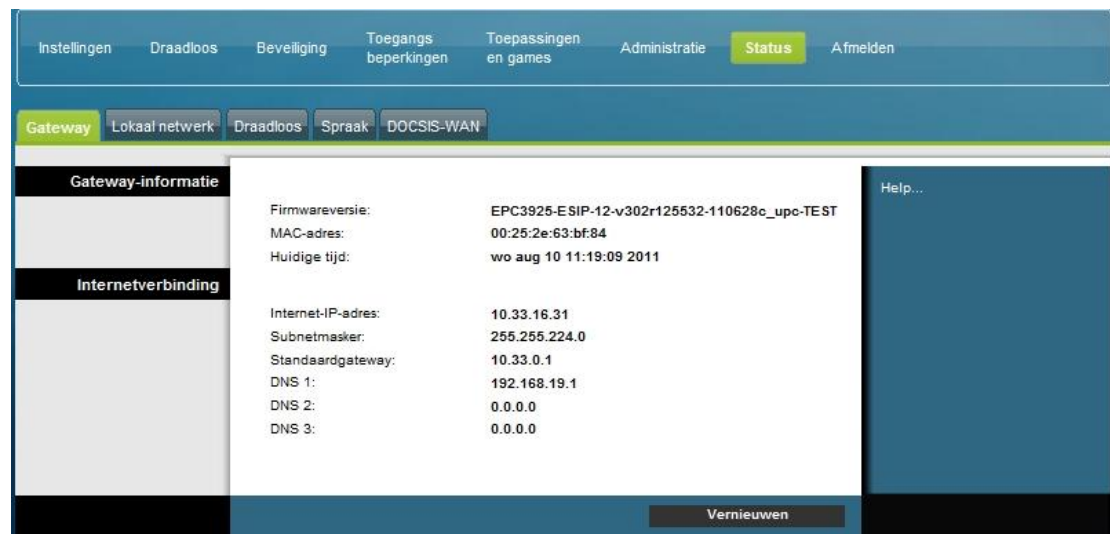 Instellingen Draadloos Beveiliging Toegangs beperkingen Toepassingen en games Administratie Status Afmelden
Gateway Lokaal netwerk Draadloos Spraak DOCSIS-WAN
Gateway-informatie
Help...
Firmwareversie: EPC3925-ESIP-12-v302r125532-110628c_upc-TEST
MAC-adres: 00:25:2e:63:bf:84
Huidige tijd: wo aug 10 11:19:09 2011
Internetverbinding
Internet-IP-adres: 10.33.16.31
Subnetmasker: 255.255.224.0
Standaardgateway: 10.33.0.1
DNS 1: 192.168.19.1
DNS 2: 0.0.0.0
DNS 3: 0.0.0.0
Vernieuwen